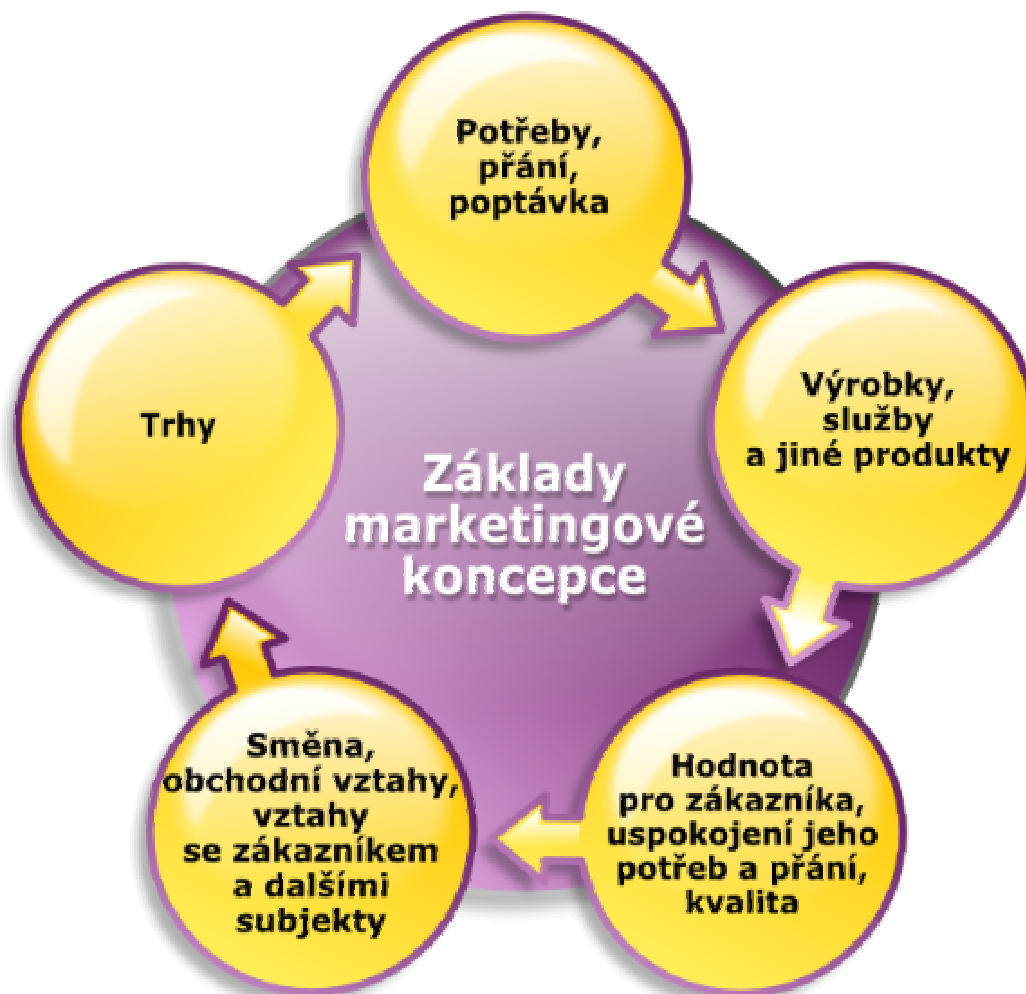 Potřeby,
přání,
poptávka
Výrobky,
služby
a jiné produkty
Hodnota
pro zákazníka,
uspokojení jeho
potřeb a přání,
kvalita
Směna,
obchodní vztahy,
vztahy
se zákazníkem
a dalšími
subjekty
Trhy
Základy
marketingové
koncepce